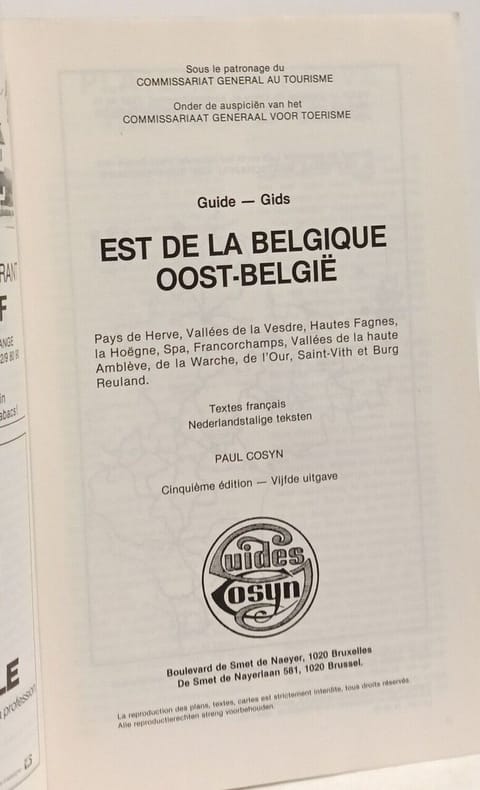 Sous le patronage du
COMMISSARIAT GENERAL AU TOURISME
Onder de auspiciën van het
COMMISSARIAAT GENERAAL VOOR TOERISME
Guide — Gids
EST DE LA BELGIQUE
OOST-BELGIË
Pays de Herve, Vallées de la Vesdre, Hautes Fagnes,
la Hoëgne, Spa, Francorchamps, Vallées de la haute
Amblève, de la Warche, de l'Our, Saint-Vith et Burg
Reuland.
Textes français
Nederlandstalige teksten
PAUL COSYN
Cinquième édition — Vijfde uitgave
Guides
Cosyn
Boulevard de Smet de Naeyer, 1020 Bruxelles
De Smet de Nayerlaan 581, 1020 Brussel.
La reproduction des plans, textes, cartes est strictement interdite, tous droits réservés
Alle reproductierechten streng voorbehouden.